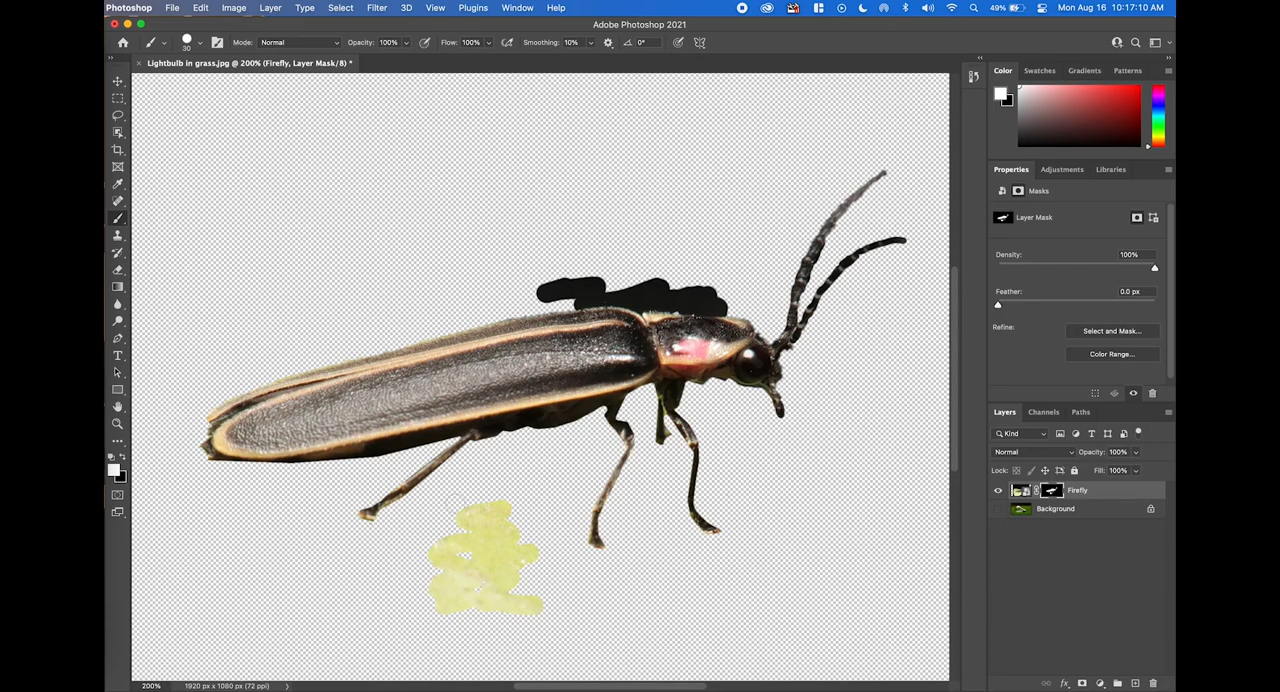 Photoshop File Edit Image Layer Type Select Filter 3D View Plugins Window Help 49% Mon Aug 16 10:17:10 AM
Adobe Photoshop 2021
30 Mode: Normal Opacity: 100% Flow: 100% Smoothing: 10% 0°
Lightbulb in grass.jpg @ 200% (Firefly, Layer Mask/8) *
Color Swatches Gradients Patterns
Properties Adjustments Libraries
Masks
Layer Mask
Density: 100%
Feather: 0.0 px
Refine: Select and Mask...
Color Range...
Layers Channels Paths
Kind
Normal Opacity: 100%
Lock: Fill: 100%
Firefly
Background
200% 1920 px x 1080 px (72 ppi)